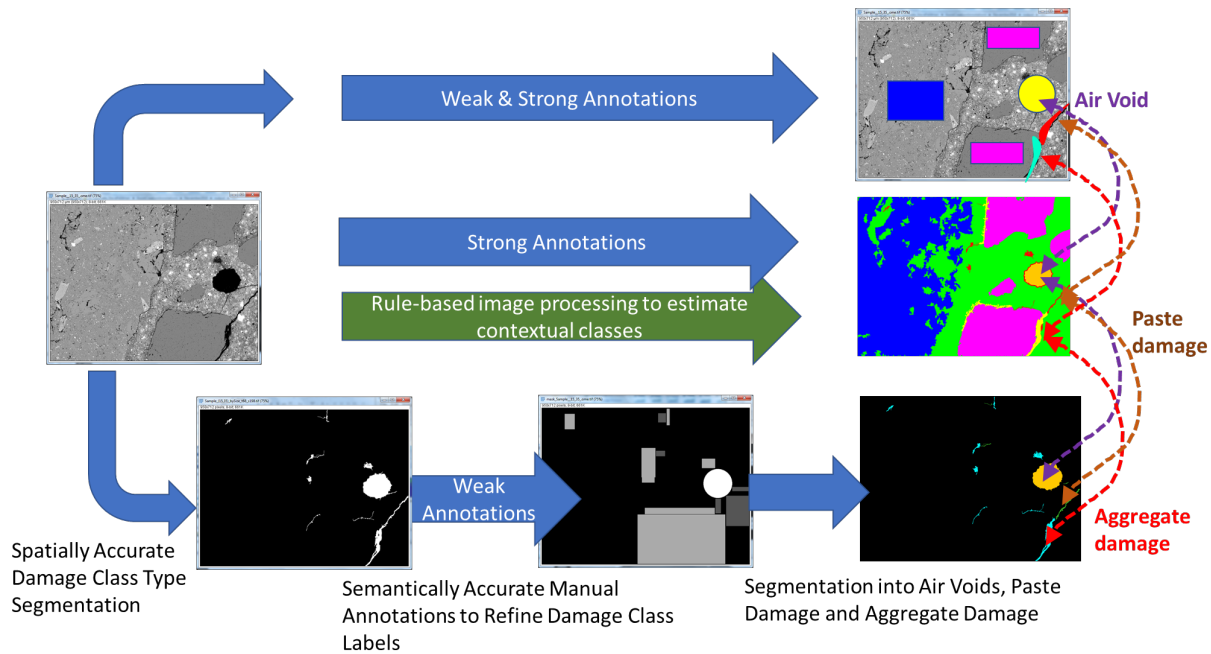 Weak & Strong Annotations
Air Void
Strong Annotations
Rule-based image processing to estimate
contextual classes
Paste
damage
Weak
Annotations
Aggregate
damage
Spatially Accurate
Damage Class Type
Segmentation
Semantically Accurate Manual
Annotations to Refine Damage Class
Labels
Segmentation into Air Voids, Paste
Damage and Aggregate Damage